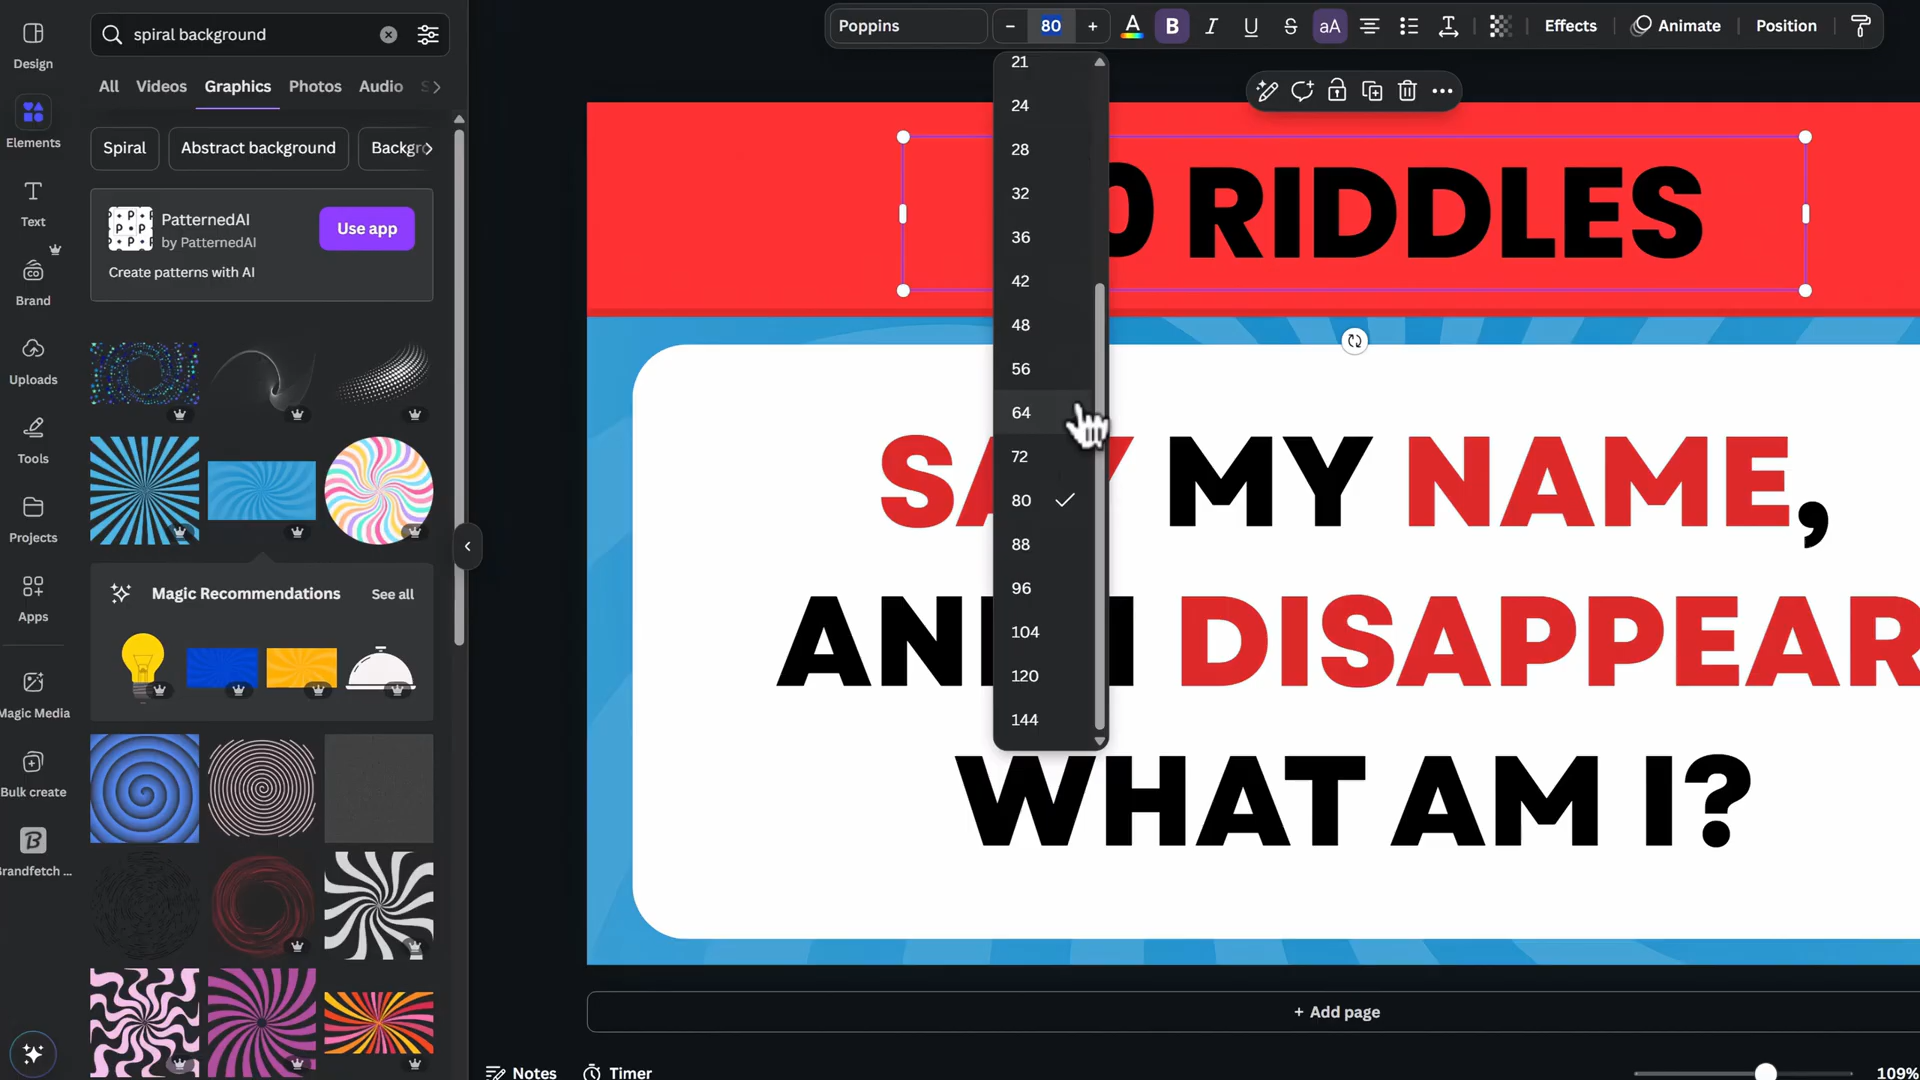 Design
Elements
Text
Brand
Uploads
Tools
Projects
Apps
Magic Media
Bulk create
Brandfetch ...
spiral background
All Videos Graphics Photos Audio
Spiral Abstract background
PatternedAI
by PatternedAI
Use app
Create patterns with AI
Magic Recommendations See all
Poppins − 80 + A B I U S aA Effects Animate Position
21
24
28
32
36
42
48
56
64
72
80
88
96
104
120
144
0 RIDDLES
MY NAME,
DISAPPEAR
WHAT AM I?
+ Add page
Notes Timer 109%